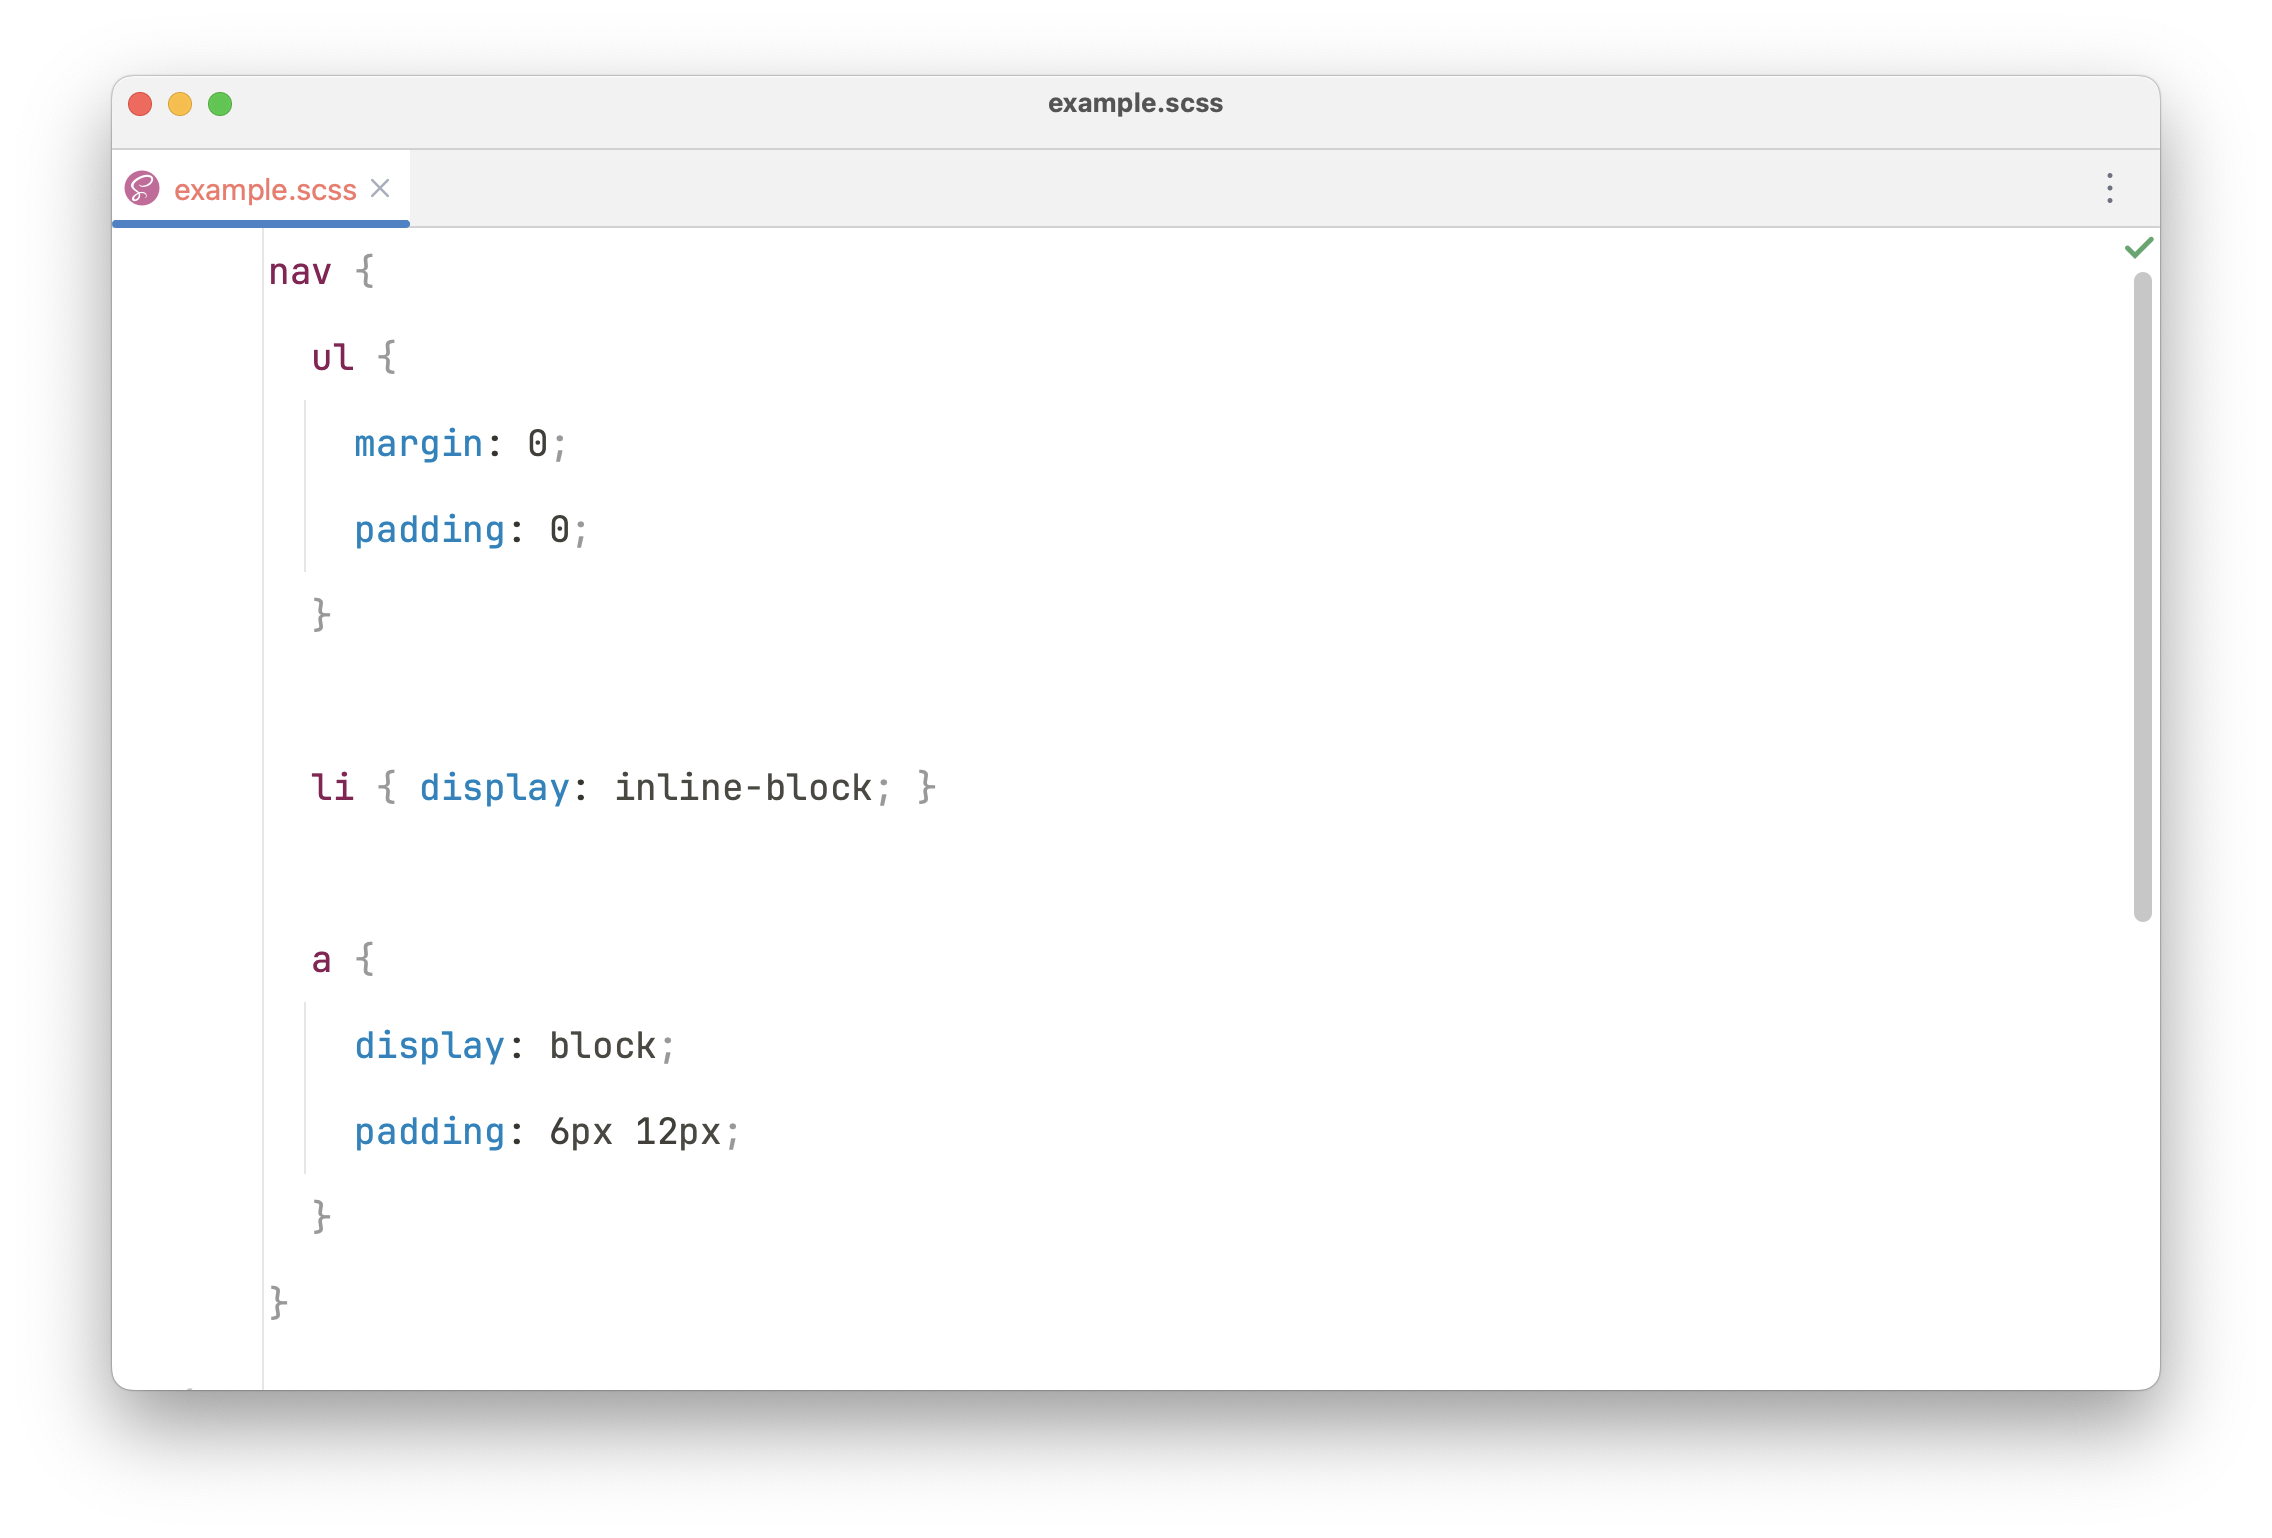 example.scss
example.scss
nav {
ul {
margin: 0;
padding: 0;
}
li { display: inline-block; }
a {
display: block;
padding: 6px 12px;
}
}